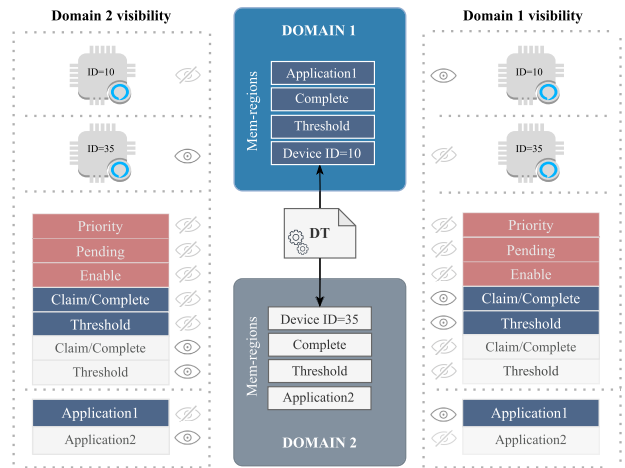 Domain 2 visibility
ID=10
ID=35
Priority
Pending
Enable
Claim/Complete
Threshold
Claim/Complete
Threshold
Application1
Application2
DOMAIN 1
Mem-regions
Application1
Complete
Threshold
Device ID=10
DT
Mem-regions
Device ID=35
Complete
Threshold
Application2
DOMAIN 2
Domain 1 visibility
ID=10
ID=35
Priority
Pending
Enable
Claim/Complete
Threshold
Claim/Complete
Threshold
Application1
Application2